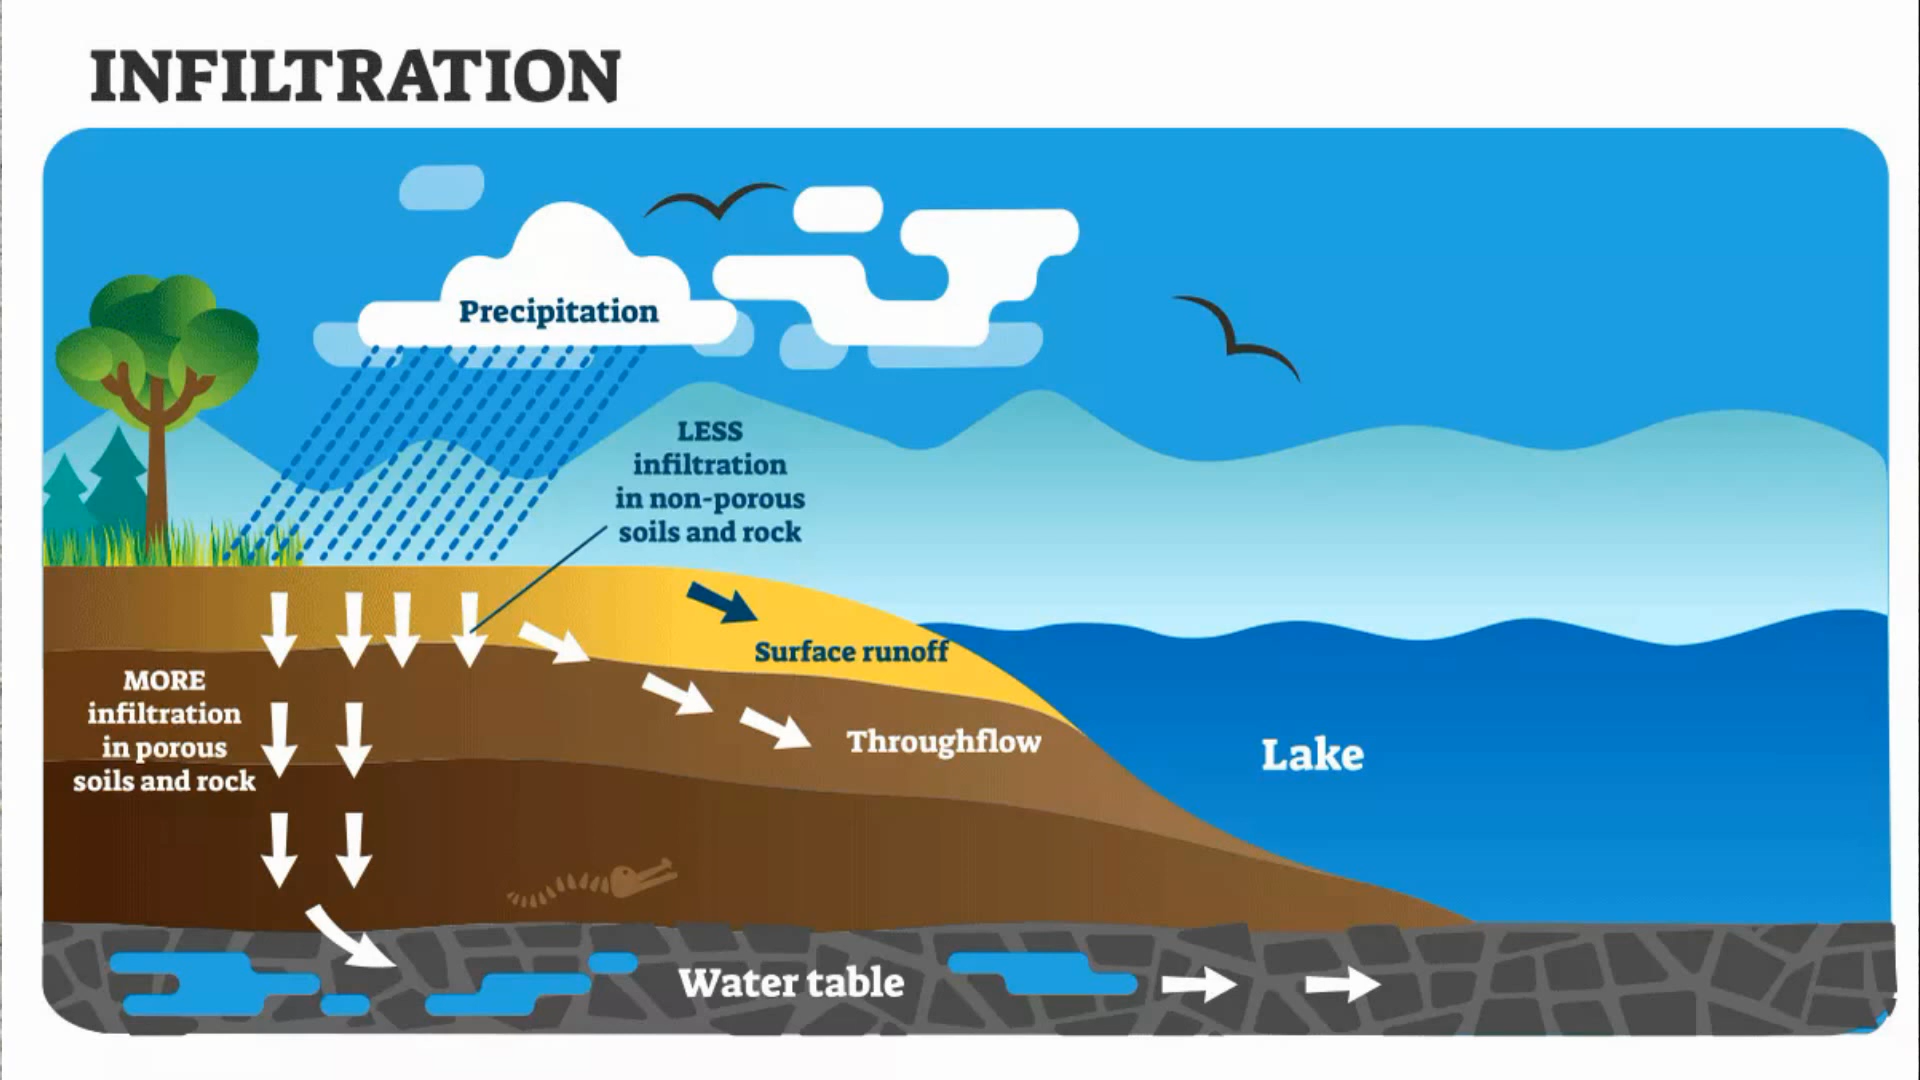 INFILTRATION
Precipitation
LESS
infiltration
in non-porous
soils and rock
Surface runoff
MORE
infiltration
in porous
soils and rock
Throughflow
Lake
Water table